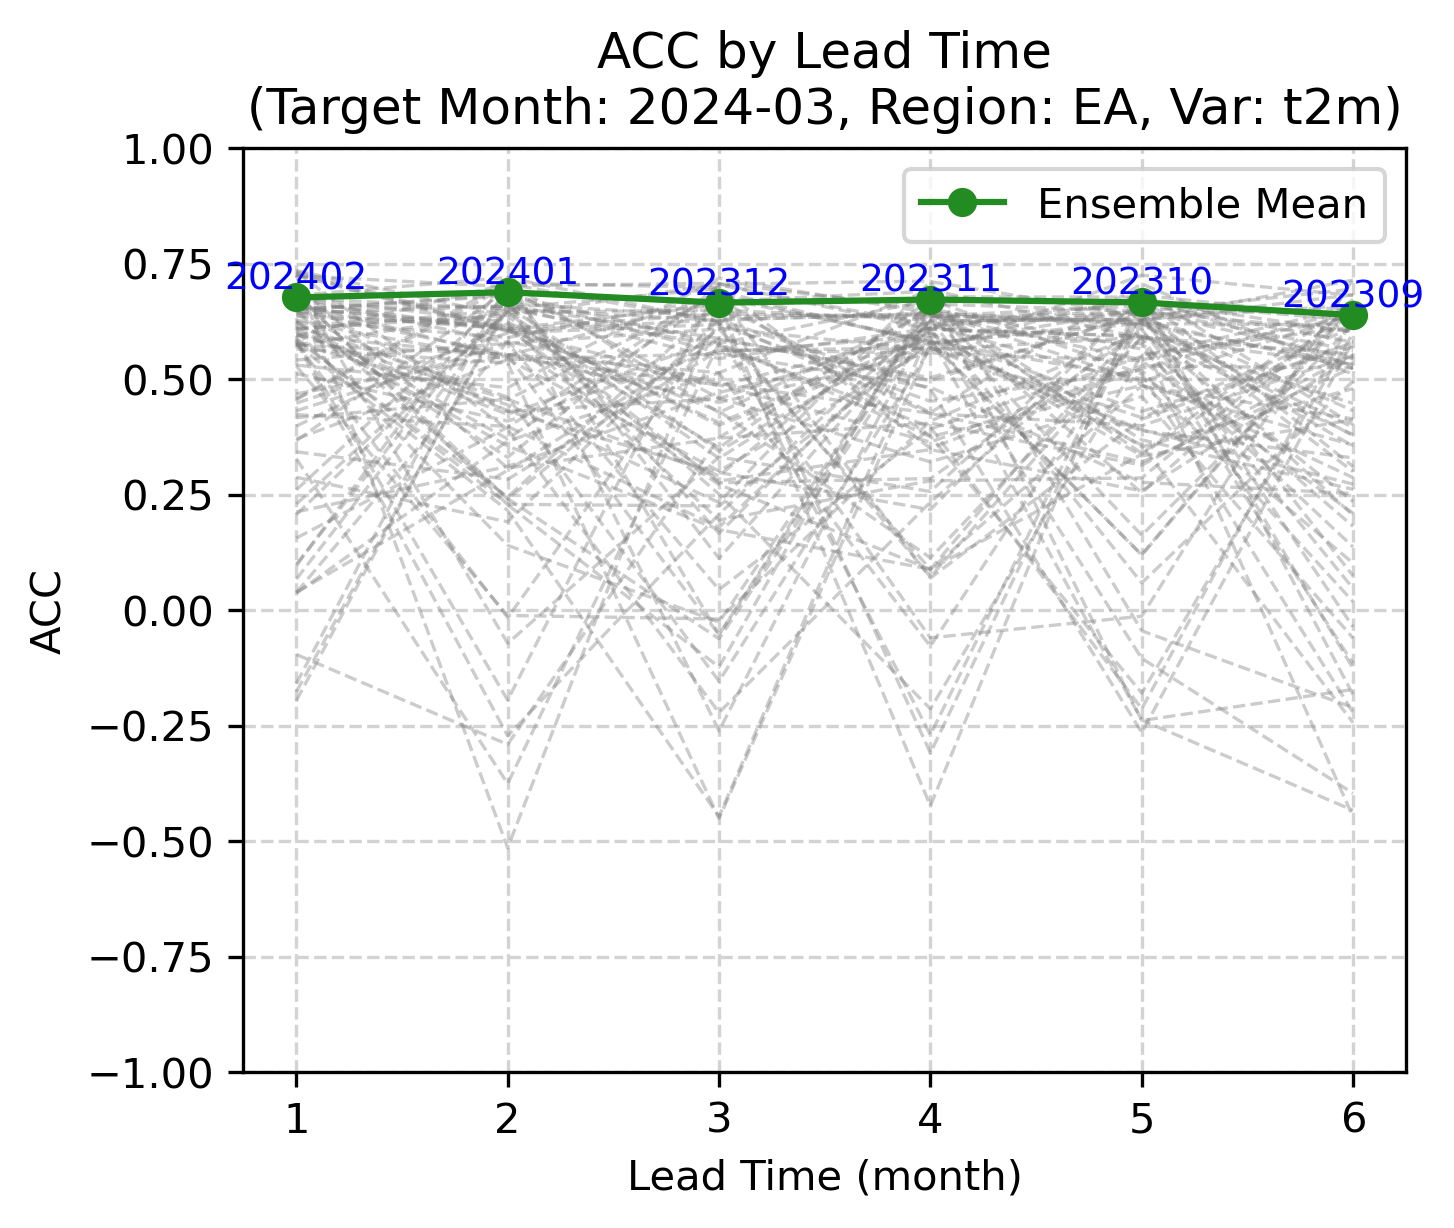 ACC by Lead Time
(Target Month: 2024-03, Region: EA, Var: t2m)
1.00
0.75
0.50
0.25
0.00
−0.25
−0.50
−0.75
−1.00
ACC
Ensemble Mean
202402
202401
202312
202311
202310
202309
1 2 3 4 5 6
Lead Time (month)